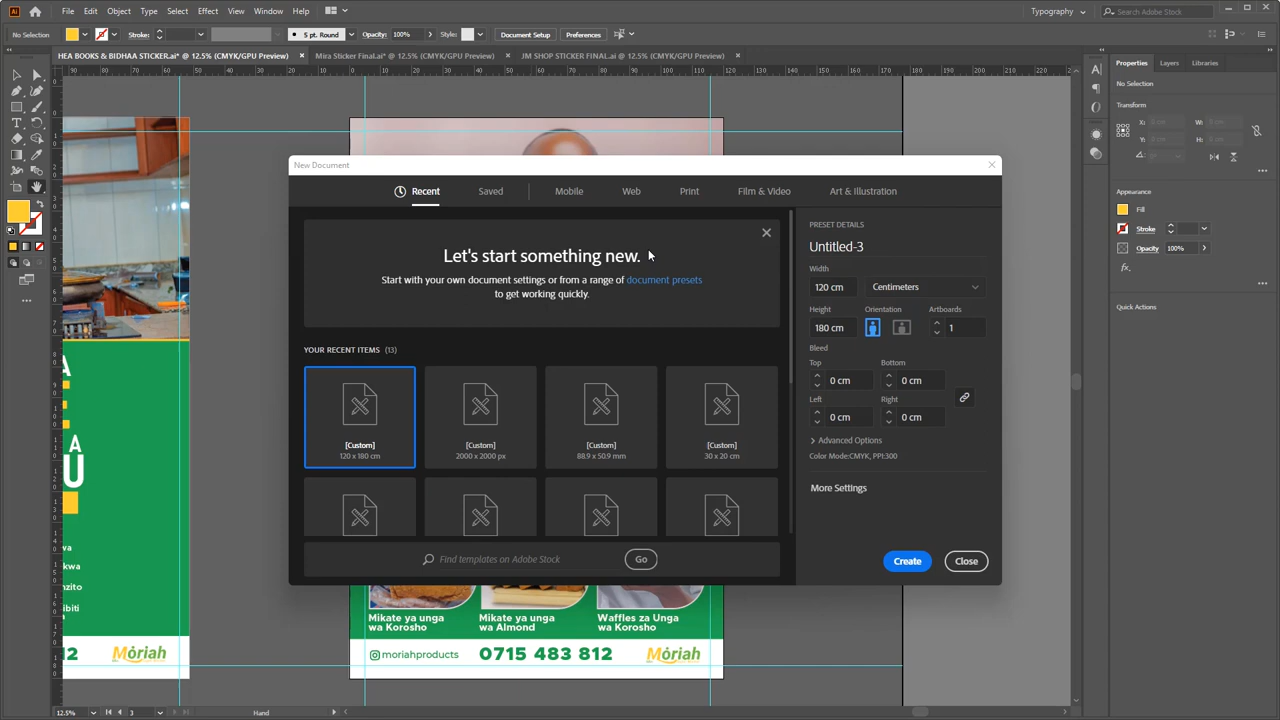 File Edit Object Type Select Effect View Window Help
Typography
Search Adobe Stock
No Selection
Stroke:
5 pt. Round
Opacity: 100%
Style:
Document Setup
Preferences
HEA BOOKS & BIDHAA STICKER.ai* @ 12.5% (CMYK/GPU Preview)
Mira Sticker Final.ai* @ 12.5% (CMYK/GPU Preview)
JM SHOP STICKER FINAL.ai @ 12.5% (CMYK/GPU Preview)
Properties
Layers
Libraries
No Selection
Transform
X:
W:
Y:
H:
Appearance
Fill
Stroke
Opacity 100%
fx.
Quick Actions
New Document
Recent
Saved
Mobile
Web
Print
Film & Video
Art & Illustration
Let's start something new.
Start with your own document settings or from a range of document presets
to get working quickly.
YOUR RECENT ITEMS (13)
[Custom]
120 x 180 cm
[Custom]
2000 x 2000 px
[Custom]
88.9 x 50.9 mm
[Custom]
30 x 20 cm
Find templates on Adobe Stock
Go
PRESET DETAILS
Untitled-3
Width
120 cm
Centimeters
Height
Orientation
Artboards
180 cm
1
Bleed
Top
Bottom
0 cm
0 cm
Left
Right
0 cm
0 cm
Advanced Options
Color Mode:CMYK, PPI:300
More Settings
Create
Close
A
A
U
wa
kwa
nzito
ibiti
12
Moriah
Mikate ya unga
wa Korosho
Mikate ya unga
wa Almond
Waffles za Unga
wa Korosho
moriahproducts
0715 483 812
Moriah
12.5%
3
Hand